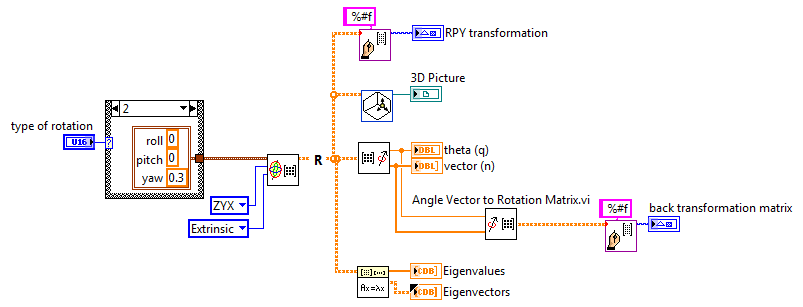 %#f
RPY transformation
3D Picture
2
type of rotation
U16
?
roll 0
pitch 0
yaw 0.3
R
DBL theta (q)
DBL vector (n)
ZYX
Extrinsic
Angle Vector to Rotation Matrix.vi
%#f
back transformation matrix
Ax=λx
CDB Eigenvalues
CDB Eigenvectors